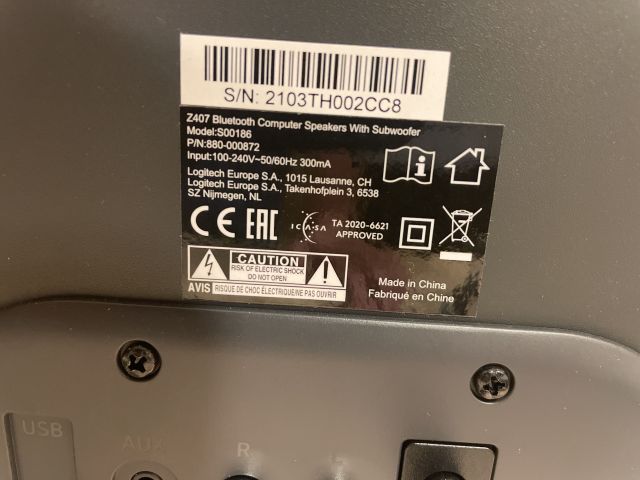 S/N: 2103TH002CC8
Z407 Bluetooth Computer Speakers With Subwoofer
Model:S00186
P/N:880-000872
Input:100-240V~50/60Hz 300mA
Logitech Europe S.A., 1015 Lausanne, CH
Logitech Europe S.A., Takenhofplein 3, 6538
SZ Nijmegen, NL
CE EAC ICASA TA 2020-6621
APPROVED
CAUTION
RISK OF ELECTRIC SHOCK
DO NOT OPEN
AVIS RISQUE DE CHOC ÉLECTRIQUE/NE PAS OUVRIR
Made in China
Fabriqué en Chine
USB
AUX
R
L